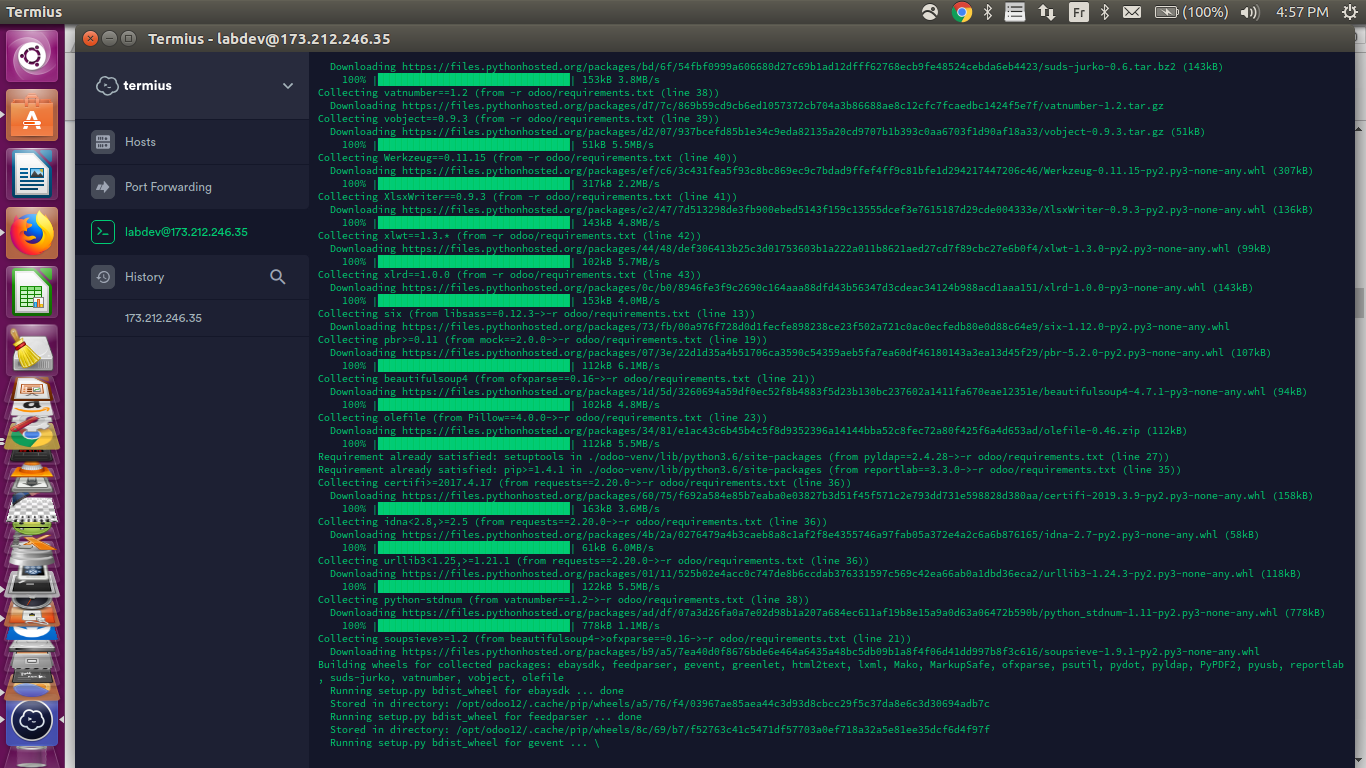 Termius
Fr
(100%)
4:57 PM
Termius - labdev@173.212.246.35
termius
Hosts
Port Forwarding
labdev@173.212.246.35
History
173.212.246.35
Downloading https://files.pythonhosted.org/packages/bd/6f/54fbf0999a606680d27c69b1ad12dfff62768ecb9fe48524cebda6eb4423/suds-jurko-0.6.tar.bz2 (143kB)
100% |████████████████████████████████| 153kB 3.8MB/s
Collecting vatnumber==1.2 (from -r odoo/requirements.txt (line 38))
Downloading https://files.pythonhosted.org/packages/d7/7c/869b59cd9cb6ed1057372cb704a3b86688ae8c12cfc7fcaedbc1424f5e7f/vatnumber-1.2.tar.gz
Collecting vobject==0.9.3 (from -r odoo/requirements.txt (line 39))
Downloading https://files.pythonhosted.org/packages/d2/07/937bcefd85b1e34c9eda82135a20cd9707b1b393c0aa6703f1d90af18a33/vobject-0.9.3.tar.gz (51kB)
100% |████████████████████████████████| 51kB 5.5MB/s
Collecting Werkzeug==0.11.15 (from -r odoo/requirements.txt (line 40))
Downloading https://files.pythonhosted.org/packages/ef/c6/3c431fea5f93c8bc869ec9c7bdad9ffef4ff9c81bfe1d294217447206c46/Werkzeug-0.11.15-py2.py3-none-any.whl (307kB)
100% |████████████████████████████████| 317kB 2.2MB/s
Collecting XlsxWriter==0.9.3 (from -r odoo/requirements.txt (line 41))
Downloading https://files.pythonhosted.org/packages/c2/47/7d513298de3fb900ebed5143f159c13555dcef3e7615187d29cde004333e/XlsxWriter-0.9.3-py2.py3-none-any.whl (136kB)
100% |████████████████████████████████| 143kB 4.8MB/s
Collecting xlwt==1.3.* (from -r odoo/requirements.txt (line 42))
Downloading https://files.pythonhosted.org/packages/44/48/def306413b25c3d01753603b1a222a011b8621aed27cd7f89cbc27e6b0f4/xlwt-1.3.0-py2.py3-none-any.whl (99kB)
100% |████████████████████████████████| 102kB 5.7MB/s
Collecting xlrd==1.0.0 (from -r odoo/requirements.txt (line 43))
Downloading https://files.pythonhosted.org/packages/0c/b0/8946fe3f9c2690c164aaa88dfd43b56347d3cdeac34124b988acd1aaa151/xlrd-1.0.0-py3-none-any.whl (143kB)
100% |████████████████████████████████| 153kB 4.0MB/s
Collecting six (from libsass==0.12.3->-r odoo/requirements.txt (line 13))
Downloading https://files.pythonhosted.org/packages/73/fb/00a976f728d0d1fecfe898238ce23f502a721c0ac0ecfedb80e0d88c64e9/six-1.12.0-py2.py3-none-any.whl
Collecting pbr>=0.11 (from mock==2.0.0->-r odoo/requirements.txt (line 19))
Downloading https://files.pythonhosted.org/packages/07/3e/22d1d35a4b51706ca3590c54359aeb5fa7ea60df46180143a3ea13d45f29/pbr-5.2.0-py2.py3-none-any.whl (107kB)
100% |████████████████████████████████| 112kB 6.1MB/s
Collecting beautifulsoup4 (from ofxparse==0.16->-r odoo/requirements.txt (line 21))
Downloading https://files.pythonhosted.org/packages/1d/5d/3260694a59df0ec52f8b4883f5d23b130bc237602a1411fa670eae12351e/beautifulsoup4-4.7.1-py3-none-any.whl (94kB)
100% |████████████████████████████████| 102kB 4.8MB/s
Collecting olefile (from Pillow==4.0.0->-r odoo/requirements.txt (line 23))
Downloading https://files.pythonhosted.org/packages/34/81/e1ac43c6b45b4c5f8d9352396a14144bba52c8fec72a80f425f6a4d653ad/olefile-0.46.zip (112kB)
100% |████████████████████████████████| 112kB 5.5MB/s
Requirement already satisfied: setuptools in ./odoo-venv/lib/python3.6/site-packages (from pyldap==2.4.28->-r odoo/requirements.txt (line 27))
Requirement already satisfied: pip>=1.4.1 in ./odoo-venv/lib/python3.6/site-packages (from reportlab==3.3.0->-r odoo/requirements.txt (line 35))
Collecting certifi>=2017.4.17 (from requests==2.20.0->-r odoo/requirements.txt (line 36))
Downloading https://files.pythonhosted.org/packages/60/75/f692a584e85b7eaba0e03827b3d51f45f571c2e793dd731e598828d380aa/certifi-2019.3.9-py2.py3-none-any.whl (158kB)
100% |████████████████████████████████| 163kB 3.6MB/s
Collecting idna<2.8,>=2.5 (from requests==2.20.0->-r odoo/requirements.txt (line 36))
Downloading https://files.pythonhosted.org/packages/4b/2a/0276479a4b3caeb8a8c1af2f8e4355746a97fab05a372e4a2c6a6b876165/idna-2.7-py2.py3-none-any.whl (58kB)
100% |████████████████████████████████| 61kB 6.0MB/s
Collecting urllib3<1.25,>=1.21.1 (from requests==2.20.0->-r odoo/requirements.txt (line 36))
Downloading https://files.pythonhosted.org/packages/01/11/525b02e4acc0c747de8b6ccdab376331597c569c42ea66ab0a1dbd36eca2/urllib3-1.24.3-py2.py3-none-any.whl (118kB)
100% |████████████████████████████████| 122kB 5.5MB/s
Collecting python-stdnum (from vatnumber==1.2->-r odoo/requirements.txt (line 38))
Downloading https://files.pythonhosted.org/packages/ad/df/07a3d26fa0a7e02d98b1a207a684ec611af19b8e15a9a0d63a06472b590b/python_stdnum-1.11-py2.py3-none-any.whl (778kB)
100% |████████████████████████████████| 778kB 1.1MB/s
Collecting soupsieve>=1.2 (from beautifulsoup4->ofxparse==0.16->-r odoo/requirements.txt (line 21))
Downloading https://files.pythonhosted.org/packages/b9/a5/7ea40d0f8676bde6e464a6435a48bc5db09b1a8f4f06d41dd997b8f3c616/soupsieve-1.9.1-py2.py3-none-any.whl
Building wheels for collected packages: ebaysdk, feedparser, gevent, greenlet, html2text, lxml, Mako, MarkupSafe, ofxparse, psutil, pydot, pyldap, PyPDF2, pyusb, reportlab
, suds-jurko, vatnumber, vobject, olefile
Running setup.py bdist_wheel for ebaysdk ... done
Stored in directory: /opt/odoo12/.cache/pip/wheels/a5/76/f4/03967ae85aea44c3d93d8cbcc29f5c37da8e6c3d30694adb7c
Running setup.py bdist_wheel for feedparser ... done
Stored in directory: /opt/odoo12/.cache/pip/wheels/8c/69/b7/f52763c41c5471df57703a0ef718a32a5e81ee35dcf6d4f97f
Running setup.py bdist_wheel for gevent ... \